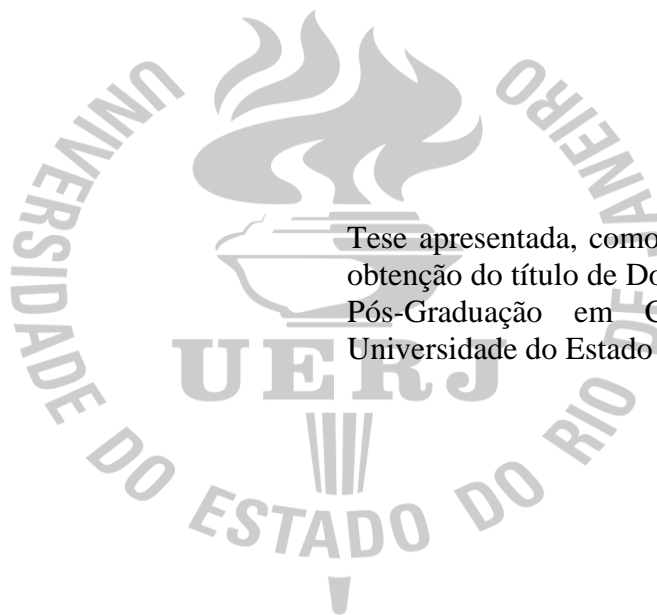 UNIVERSIDADE DO ESTADO DO RIO DE JANEIRO
UERJ
Tese apresentada, como
obtenção do título de Do
Pós-Graduação em C
Universidade do Estado